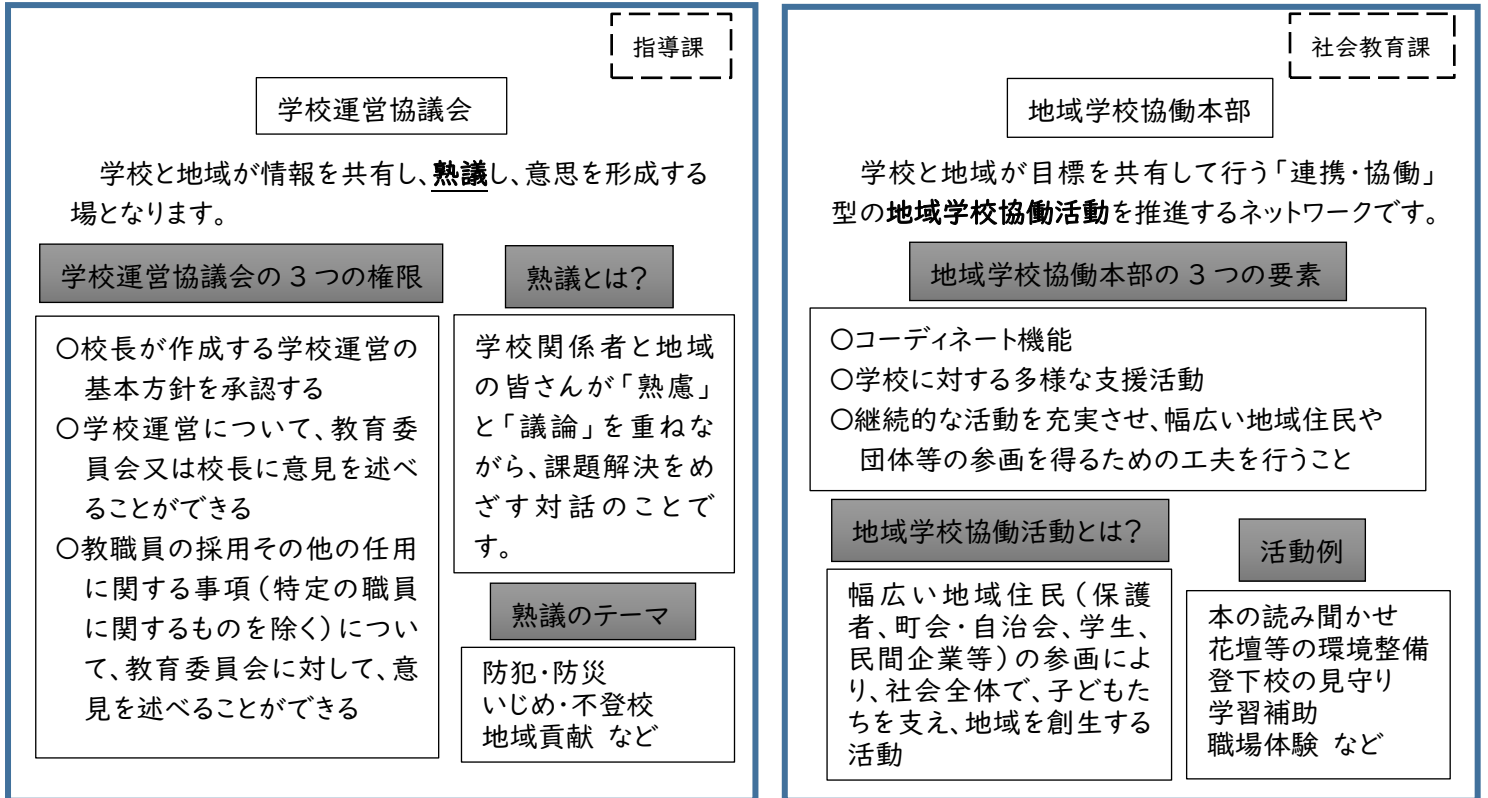 指導課
学校運営協議会
学校と地域が情報を共有し、熟議し、意思を形成する
場となります。
学校運営協議会の3つの権限
〇校長が作成する学校運営の
基本方針を承認する
〇学校運営について、教育委
員会又は校長に意見を述べ
ることができる
〇教職員の採用その他の任用
に関する事項(特定の職員
に関するものを除く)につい
て、教育委員会に対して、意
見を述べることができる
熟議とは?
学校関係者と地域
の皆さんが「熟慮」
と「議論」を重ねな
がら、課題解決をめ
ざす対話のことで
す。
熟議のテーマ
防犯・防災
いじめ・不登校
地域貢献 など
社会教育課
地域学校協働本部
学校と地域が目標を共有して行う「連携・協働」
型の地域学校協働活動を推進するネットワークです。
地域学校協働本部の3つの要素
〇コーディネート機能
〇学校に対する多様な支援活動
〇継続的な活動を充実させ、幅広い地域住民や
団体等の参画を得るための工夫を行うこと
地域学校協働活動とは?
幅広い地域住民(保護
者、町会・自治会、学生、
民間企業等)の参画によ
り、社会全体で、子どもた
ちを支え、地域を創生する
活動
活動例
本の読み聞かせ
花壇等の環境整備
登下校の見守り
学習補助
職場体験 など